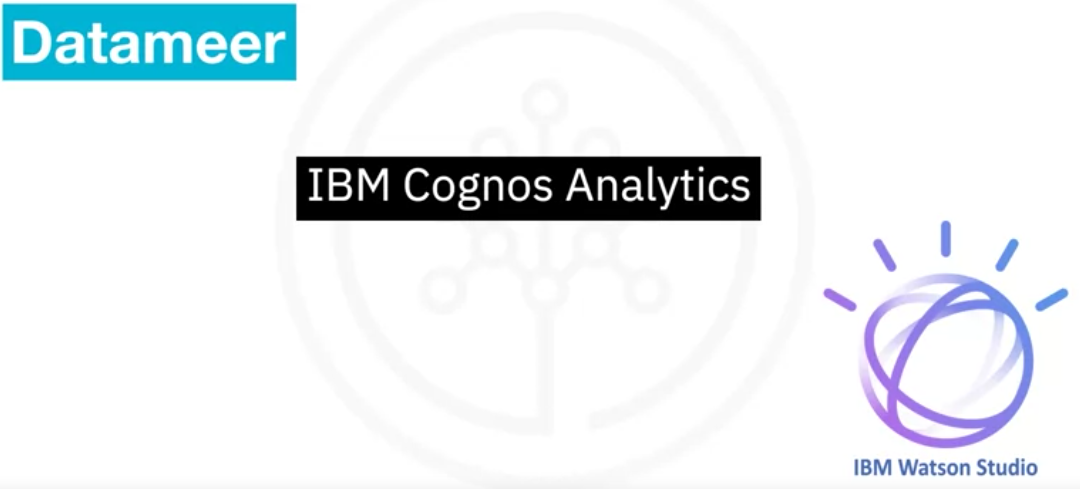 Datameer
IBM Cognos Analytics
IBM Watson Studio